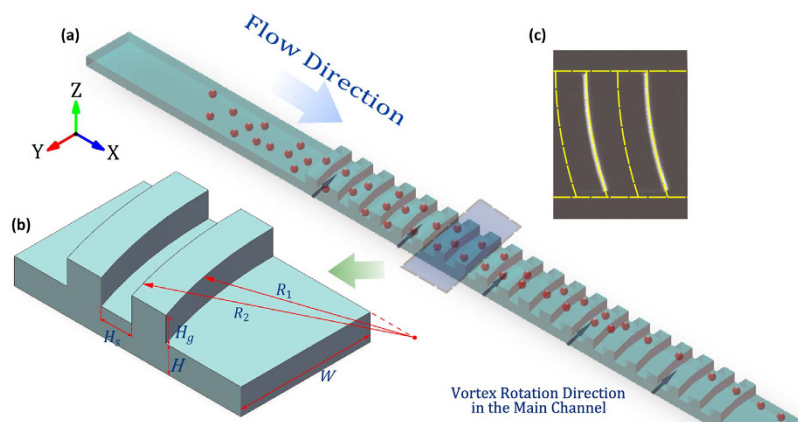 (a)
Flow Direction
(c)
Z
Y
X
(b)
R1
R2
Hs
Hg
H
W
Vortex Rotation Direction
in the Main Channel